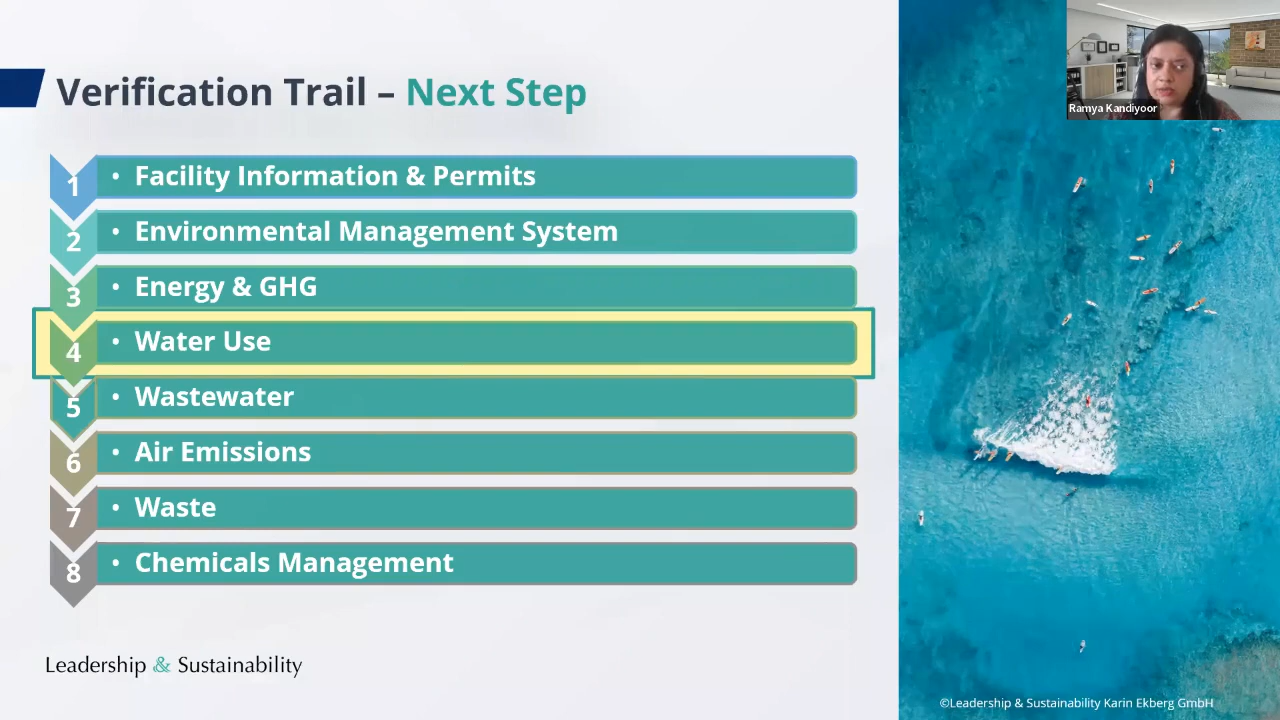 Verification Trail – Next Step
Ramya Kandiyoor
1
• Facility Information & Permits
2
• Environmental Management System
3
• Energy & GHG
4
• Water Use
5
• Wastewater
6
• Air Emissions
7
• Waste
8
• Chemicals Management
Leadership & Sustainability
©Leadership & Sustainability Karin Ekberg GmbH